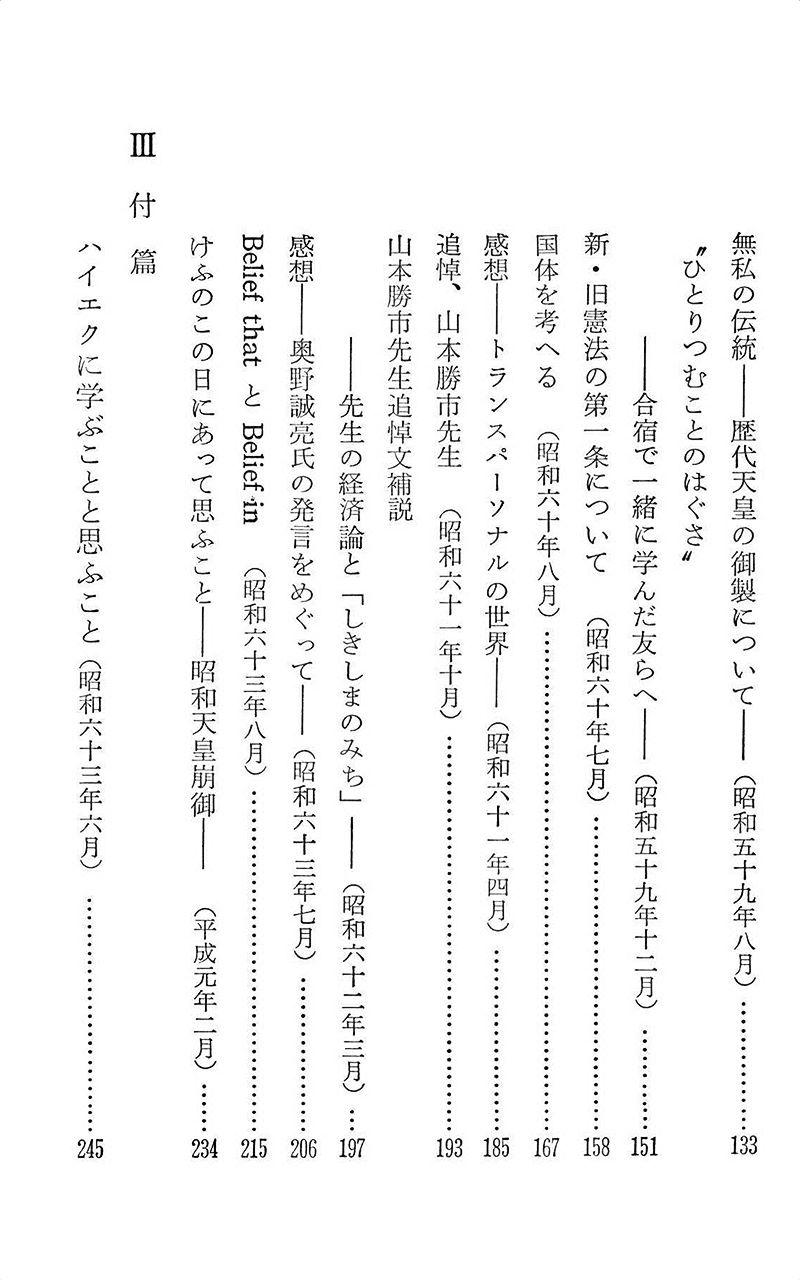 無私の伝統――歴代天皇の御製について――（昭和五十九年八月）…………133
〝ひとりつむことのはぐさ〟
――合宿で一緒に学んだ友らへ――（昭和五十九年十二月）…………151
新・旧憲法の第一条について（昭和六十年七月）…………158
国体を考へる（昭和六十年八月）…………167
感想――トランスパーソナルの世界――（昭和六十一年四月）…………185
追悼、山本勝市先生（昭和六十一年十月）…………193
山本勝市先生追悼文補説
――先生の経済論と「しきしまのみち」――（昭和六十二年三月）…197
感想――奥野誠亮氏の発言をめぐって――（昭和六十三年七月）…………206
Belief that と Belief in（昭和六十三年八月）…………215
けふのこの日にあって思ふこと――昭和天皇崩御――（平成元年二月）……234
Ⅲ 付篇
ハイエクに学ぶことと思ふこと（昭和六十三年六月）…………245